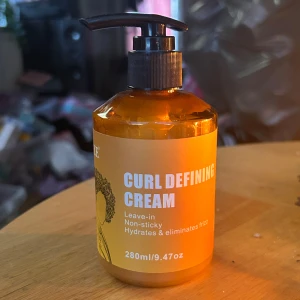 CURL DEFINING
CREAM
Leave-in
Non-sticky
Hydrates & eliminates frizz
280ml/9.47oz